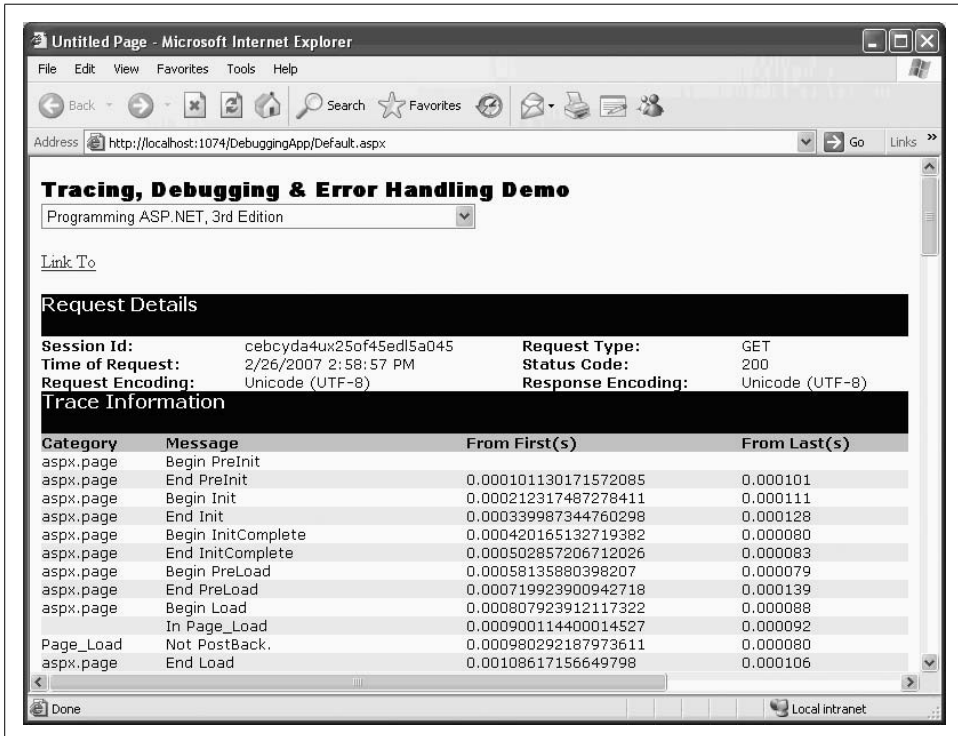 Untitled Page - Microsoft Internet Explorer
File Edit View Favorites Tools Help
Back Search Favorites
Address http://localhost:1074/DebuggingApp/Default.aspx Go Links »
Tracing, Debugging & Error Handling Demo
Programming ASP.NET, 3rd Edition
Link To
Request Details
Session Id: cebcyda4ux25of45edl5a045 Request Type: GET
Time of Request: 2/26/2007 2:58:57 PM Status Code: 200
Request Encoding: Unicode (UTF-8) Response Encoding: Unicode (UTF-8)
Trace Information
Category Message From First(s) From Last(s)
aspx.page Begin PreInit
aspx.page End PreInit 0.000101130171572085 0.000101
aspx.page Begin Init 0.000212317487278411 0.000111
aspx.page End Init 0.000339987344760298 0.000128
aspx.page Begin InitComplete 0.000420165132719382 0.000080
aspx.page End InitComplete 0.000502857206712026 0.000083
aspx.page Begin PreLoad 0.00058135880398207 0.000079
aspx.page End PreLoad 0.000719923900942718 0.000139
aspx.page Begin Load 0.000807923912117322 0.000088
In Page_Load 0.000900114400014527 0.000092
Page_Load Not PostBack. 0.000980292187973611 0.000080
aspx.page End Load 0.00108617156649798 0.000106
Done Local intranet